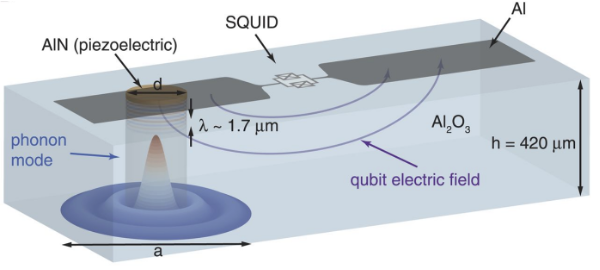 Al
SQUID
AlN (piezoelectric)
d
λ ~ 1.7 μm
Al₂O₃
h = 420 μm
phonon
mode
qubit electric field
a